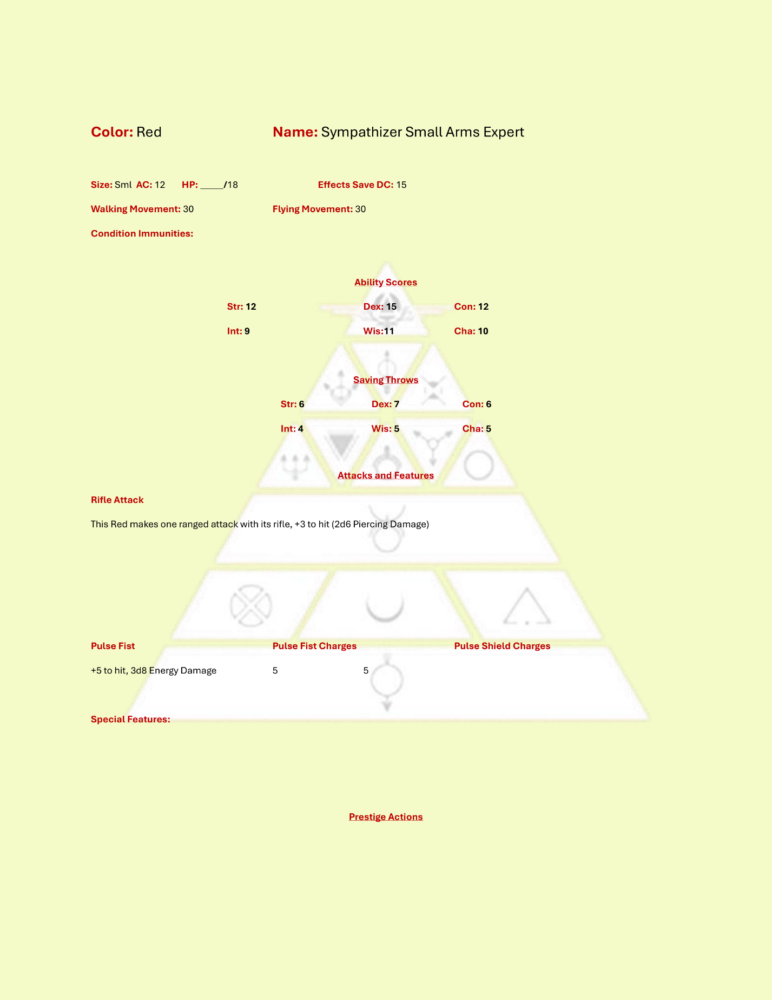 Color: Red Name: Sympathizer Small Arms Expert
Size: Sml AC: 12 HP: _____/18 Effects Save DC: 15
Walking Movement: 30 Flying Movement: 30
Condition Immunities:
Ability Scores
Str: 12 Dex: 15 Con: 12
Int: 9 Wis:11 Cha: 10
Saving Throws
Str: 6 Dex: 7 Con: 6
Int: 4 Wis: 5 Cha: 5
Attacks and Features
Rifle Attack
This Red makes one ranged attack with its rifle, +3 to hit (2d6 Piercing Damage)
Pulse Fist Pulse Fist Charges Pulse Shield Charges
+5 to hit, 3d8 Energy Damage 5 5
Special Features:
Prestige Actions